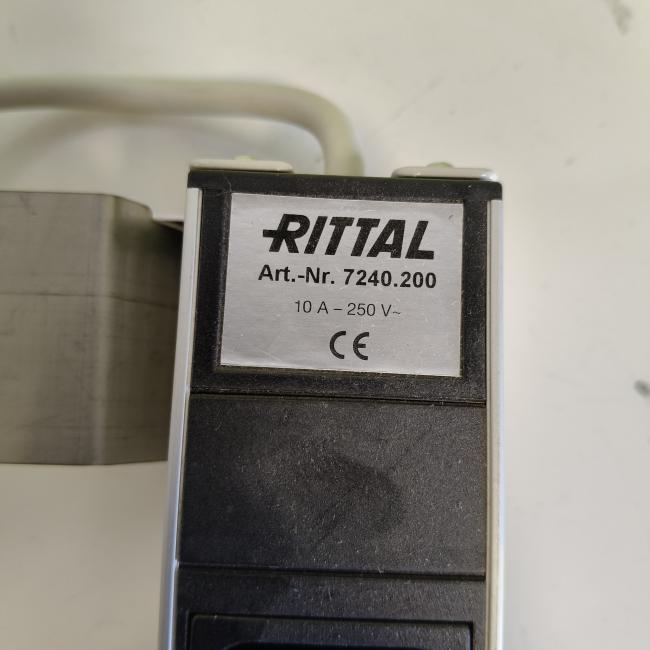 RITTAL
Art.-Nr. 7240.200
10 A – 250 V~
CE